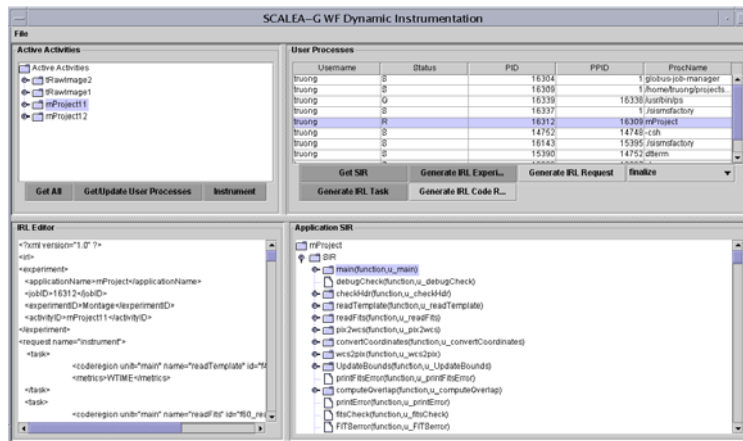 SCALEA-G WF Dynamic Instrumentation
File
Active Activities
Active Activities
tRawImage2
tRawImage1
mProject11
mProject12
Get All Get/Update User Processes Instrument
User Processes
Username Status PID PPID ProcName
truong S 16304 1 globus-job-manager
truong S 16309 1 /home/truong/projects...
truong O 16339 16338 /usr/bin/ps
truong S 16337 1 ./sismsfactory
truong R 16312 16309 mProject
truong S 14752 14748 -csh
truong S 16143 15395 ./sismsfactory
truong S 15390 14752 dtterm
Get SIR Generate IRL Experi... Generate IRL Request finalize
Generate IRL Task Generate IRL Code R...
IRL Editor
<?xml version="1.0" ?>
<irl>
<experiment>
<applicationName>mProject</applicationName>
<jobID>16312</jobID>
<experimentID>Montage</experimentID>
<activityID>mProject11</activityID>
</experiment>
<request name="instrument">
<task>
<coderegion unit="main" name="readTemplate" id="f4
<metrics>WTIME</metrics>
</task>
<task>
<coderegion unit="main" name="readFits" id="f60_rea
Application SIR
mProject
SIR
main(function,u_main)
debugCheck(function,u_debugCheck)
checkHdr(function,u_checkHdr)
readTemplate(function,u_readTemplate)
readFits(function,u_readFits)
pix2wcs(function,u_pix2wcs)
convertCoordinates(function,u_convertCoordinates)
wcs2pix(function,u_wcs2pix)
UpdateBounds(function,u_UpdateBounds)
printFitsError(function,u_printFitsError)
computeOverlap(function,u_computeOverlap)
printError(function,u_printError)
fitsCheck(function,u_fitsCheck)
FITSerror(function,u_FITSerror)